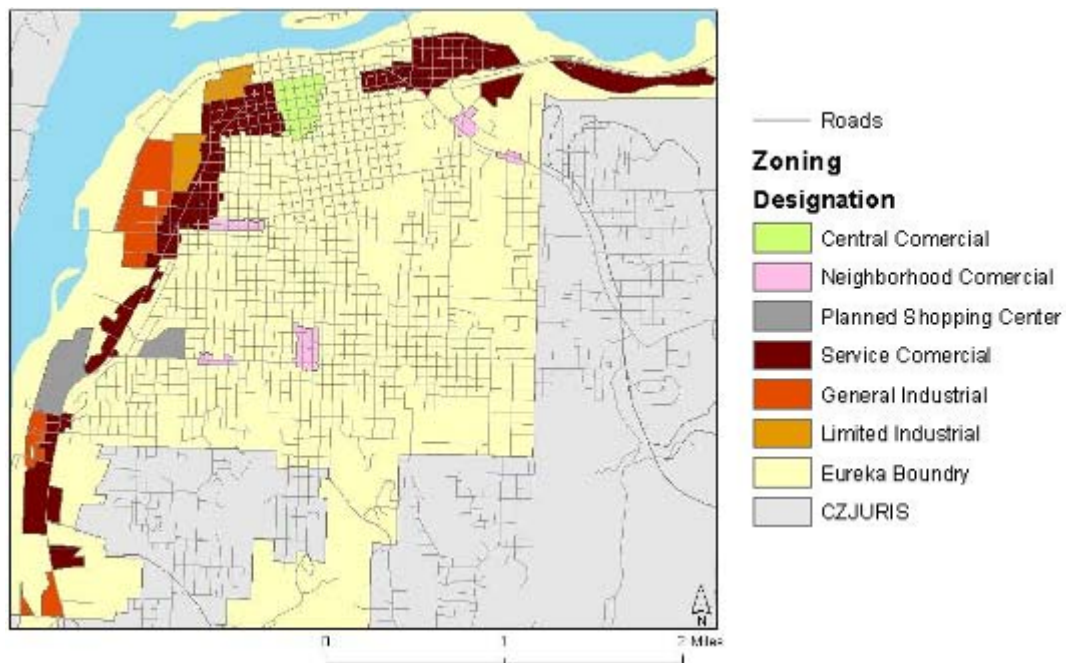 Roads
Zoning
Designation
Central Comercial
Neighborhood Comercial
Planned Shopping Center
Service Comercial
General Industrial
Limited Industrial
Eureka Boundry
CZJURIS
N
0 1 2 Miles